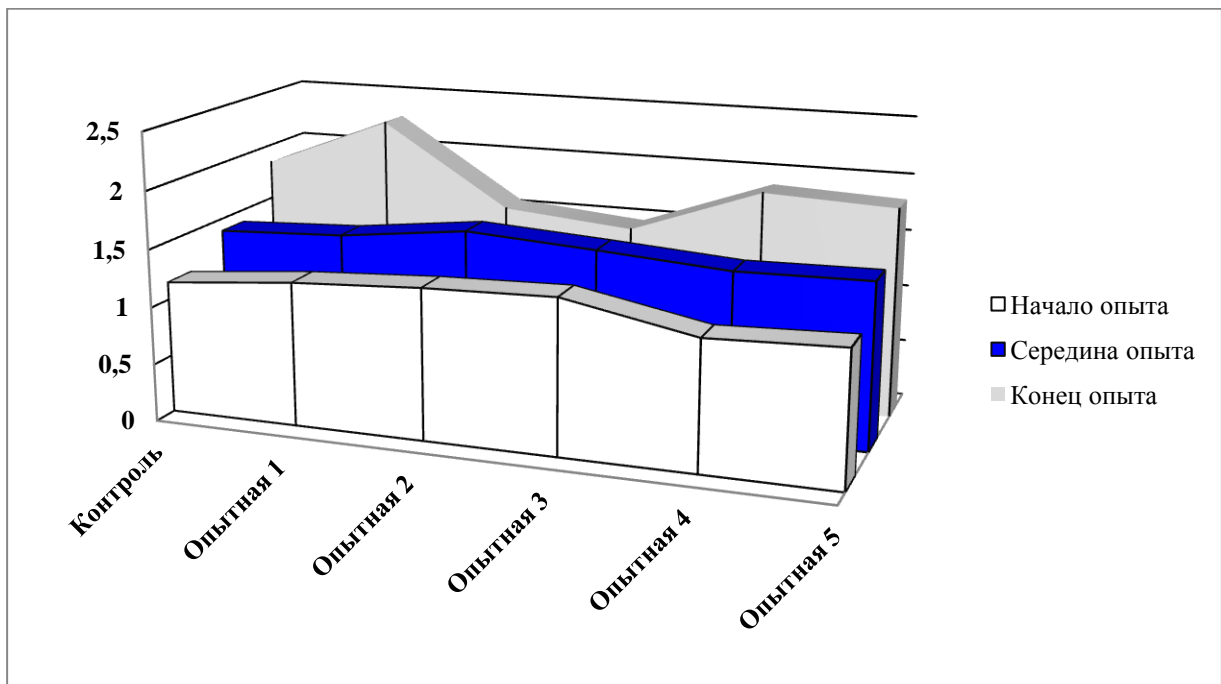 2,5
2
1,5
1
0,5
0
Контроль
Опытная 1
Опытная 2
Опытная 3
Опытная 4
Опытная 5
Начало опыта
Середина опыта
Конец опыта